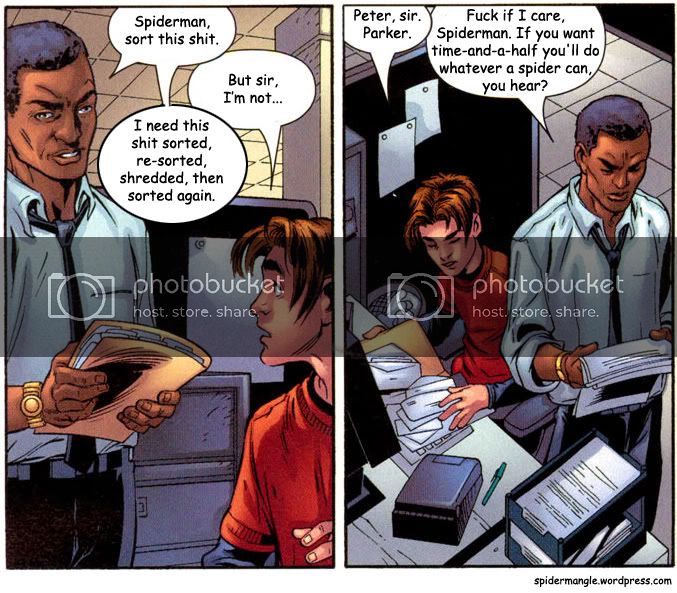 Spiderman,
sort this shit.
But sir,
I'm not...
I need this
shit sorted,
re-sorted,
shredded, then
sorted again.
Peter, sir.
Parker.
Fuck if I care,
Spiderman. If you want
time-and-a-half you'll do
whatever a spider can,
you hear?
photobucket
host. store. share.
photobucket
host. store. share.
spidermangle.wordpress.com